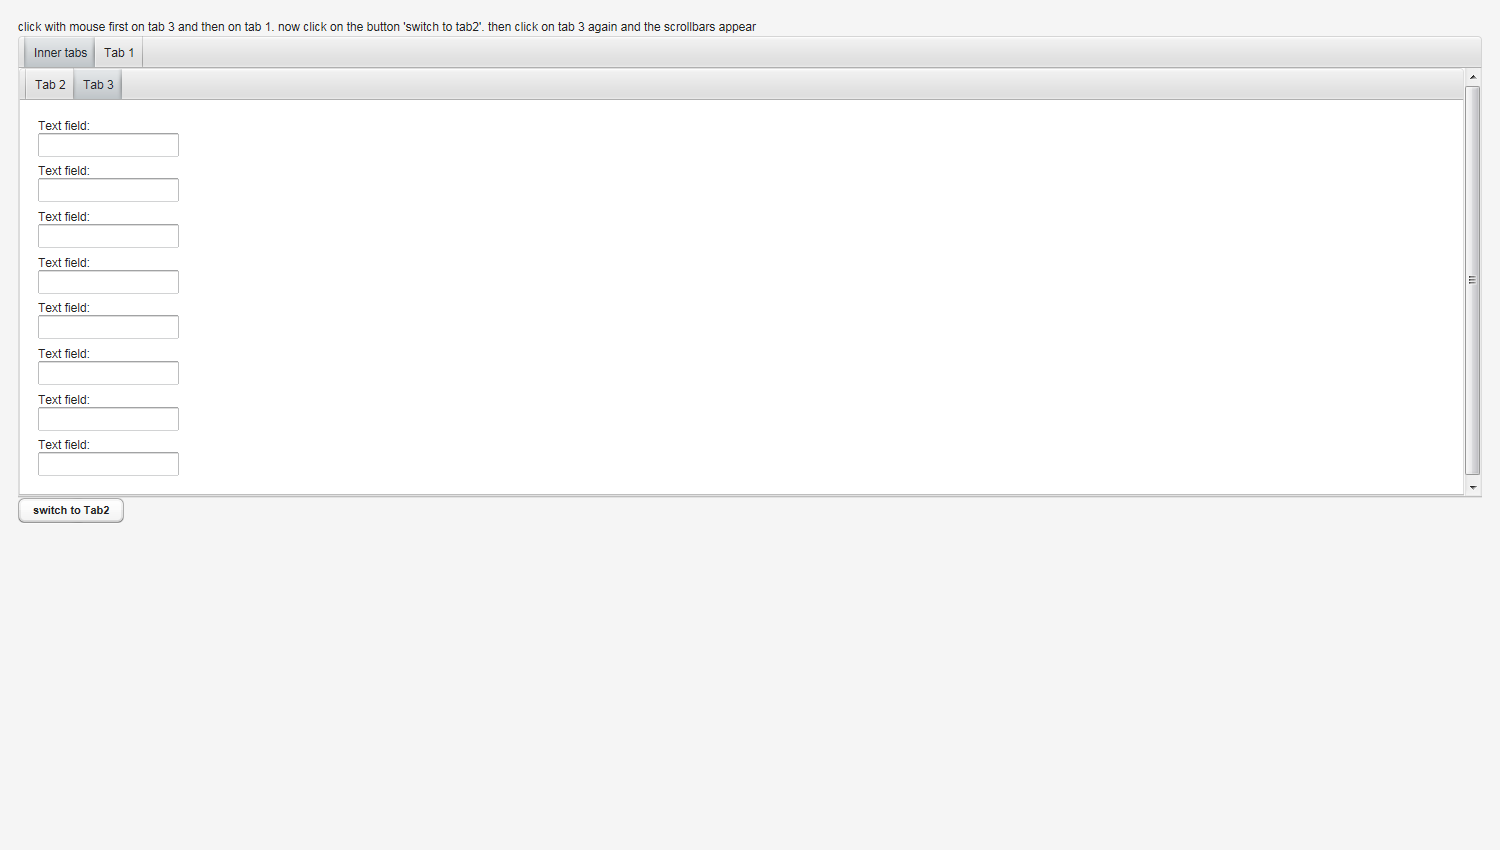 click with mouse first on tab 3 and then on tab 1. now click on the button 'switch to tab2'. then click on tab 3 again and the scrollbars appear
Inner tabs Tab 1
Tab 2 Tab 3
Text field:
Text field:
Text field:
Text field:
Text field:
Text field:
Text field:
Text field:
switch to Tab2